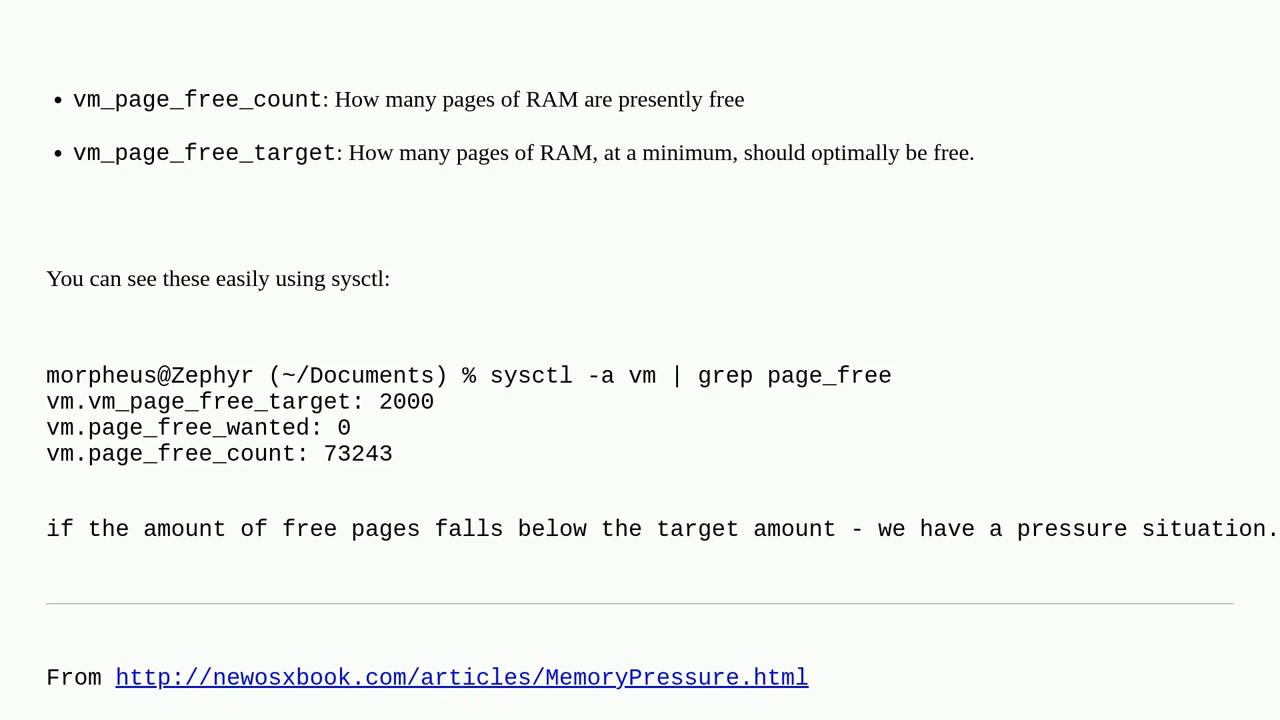 • vm_page_free_count: How many pages of RAM are presently free
• vm_page_free_target: How many pages of RAM, at a minimum, should optimally be free.
You can see these easily using sysctl:
morpheus@Zephyr (~/Documents) % sysctl -a vm | grep page_free
vm.vm_page_free_target: 2000
vm.page_free_wanted: 0
vm.page_free_count: 73243
if the amount of free pages falls below the target amount - we have a pressure situation.
From http://newosxbook.com/articles/MemoryPressure.html